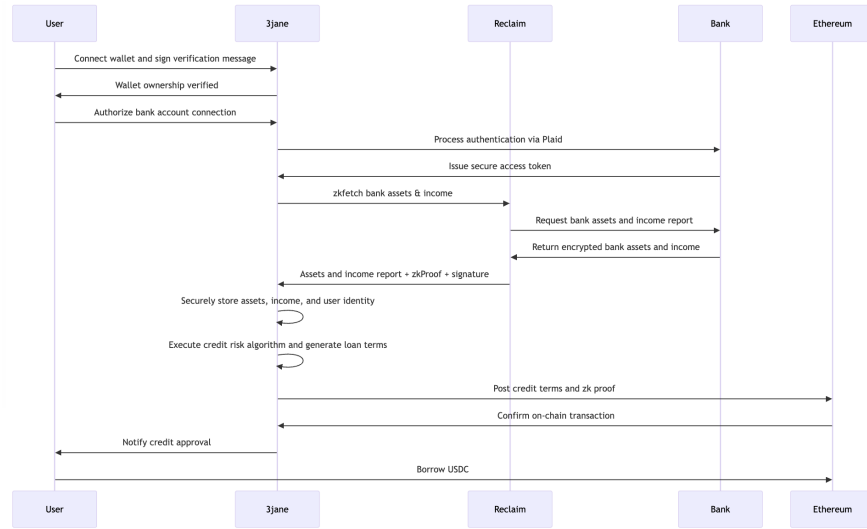 User
3jane
Reclaim
Bank
Ethereum
Connect wallet and sign verification message
Wallet ownership verified
Authorize bank account connection
Process authentication via Plaid
Issue secure access token
zkfetch bank assets & income
Request bank assets and income report
Return encrypted bank assets and income
Assets and income report + zkProof + signature
Securely store assets, income, and user identity
Execute credit risk algorithm and generate loan terms
Post credit terms and zk proof
Confirm on-chain transaction
Notify credit approval
Borrow USDC
User
3jane
Reclaim
Bank
Ethereum